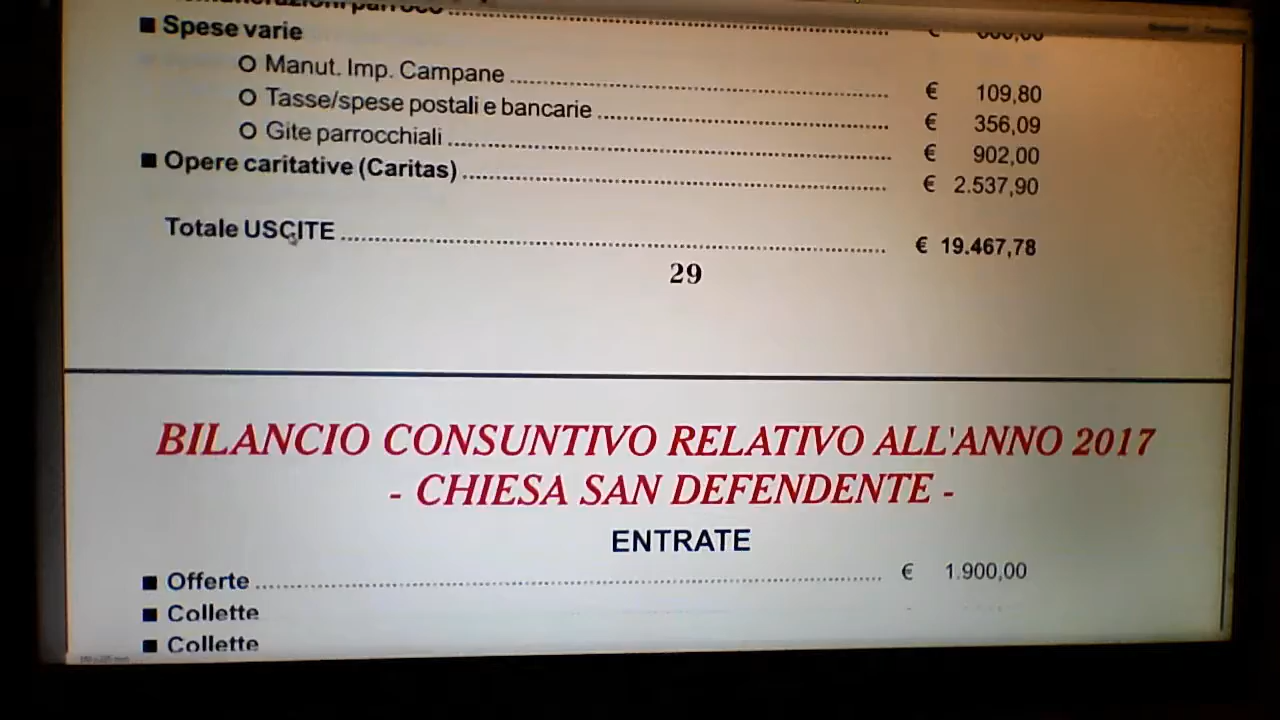 ■ Spese varie
O Manut. Imp. Campane ........ € 109,80
O Tasse/spese postali e bancarie ........ € 356,09
O Gite parrocchiali ........ € 902,00
■ Opere caritative (Caritas) ........ € 2.537,90
Totale USCITE ........ € 19.467,78
29
BILANCIO CONSUNTIVO RELATIVO ALL'ANNO 2017
- CHIESA SAN DEFENDENTE -
ENTRATE
■ Offerte ........ € 1.900,00
■ Collette
■ Collette